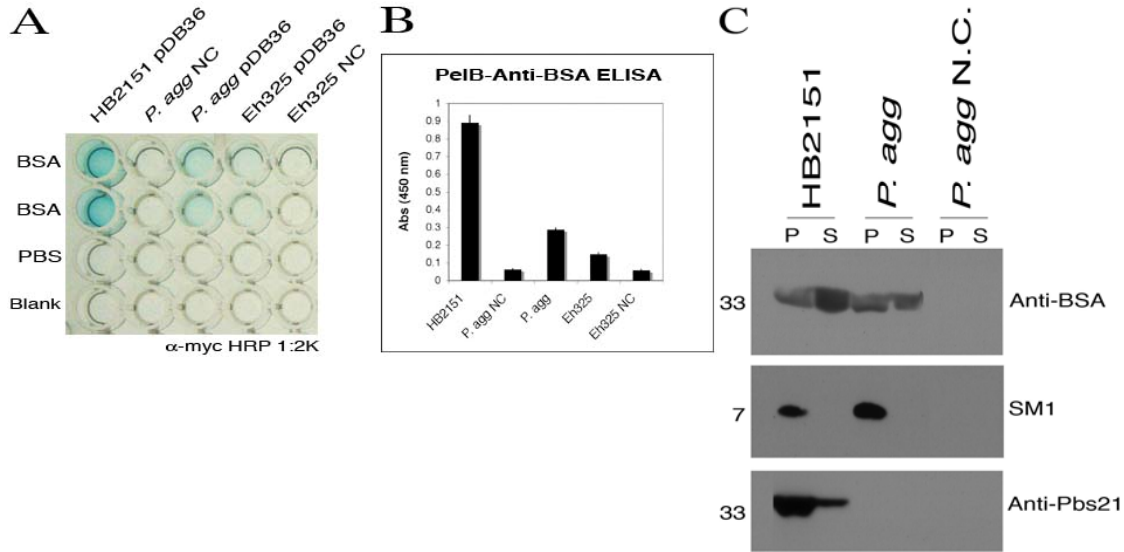 A
HB2151 pDB36
P. agg NC
P. agg pDB36
Eh325 pDB36
Eh325 NC
BSA
BSA
PBS
Blank
α-myc HRP 1:2K
B
PelB-Anti-BSA ELISA
Abs (450 nm)
1
0.9
0.8
0.7
0.6
0.5
0.4
0.3
0.2
0.1
0
HB2151
P. agg NC
P. agg
Eh325
Eh325 NC
C
HB2151
P. agg
P. agg N.C.
P S P S P S
33 Anti-BSA
7 SM1
33 Anti-Pbs21